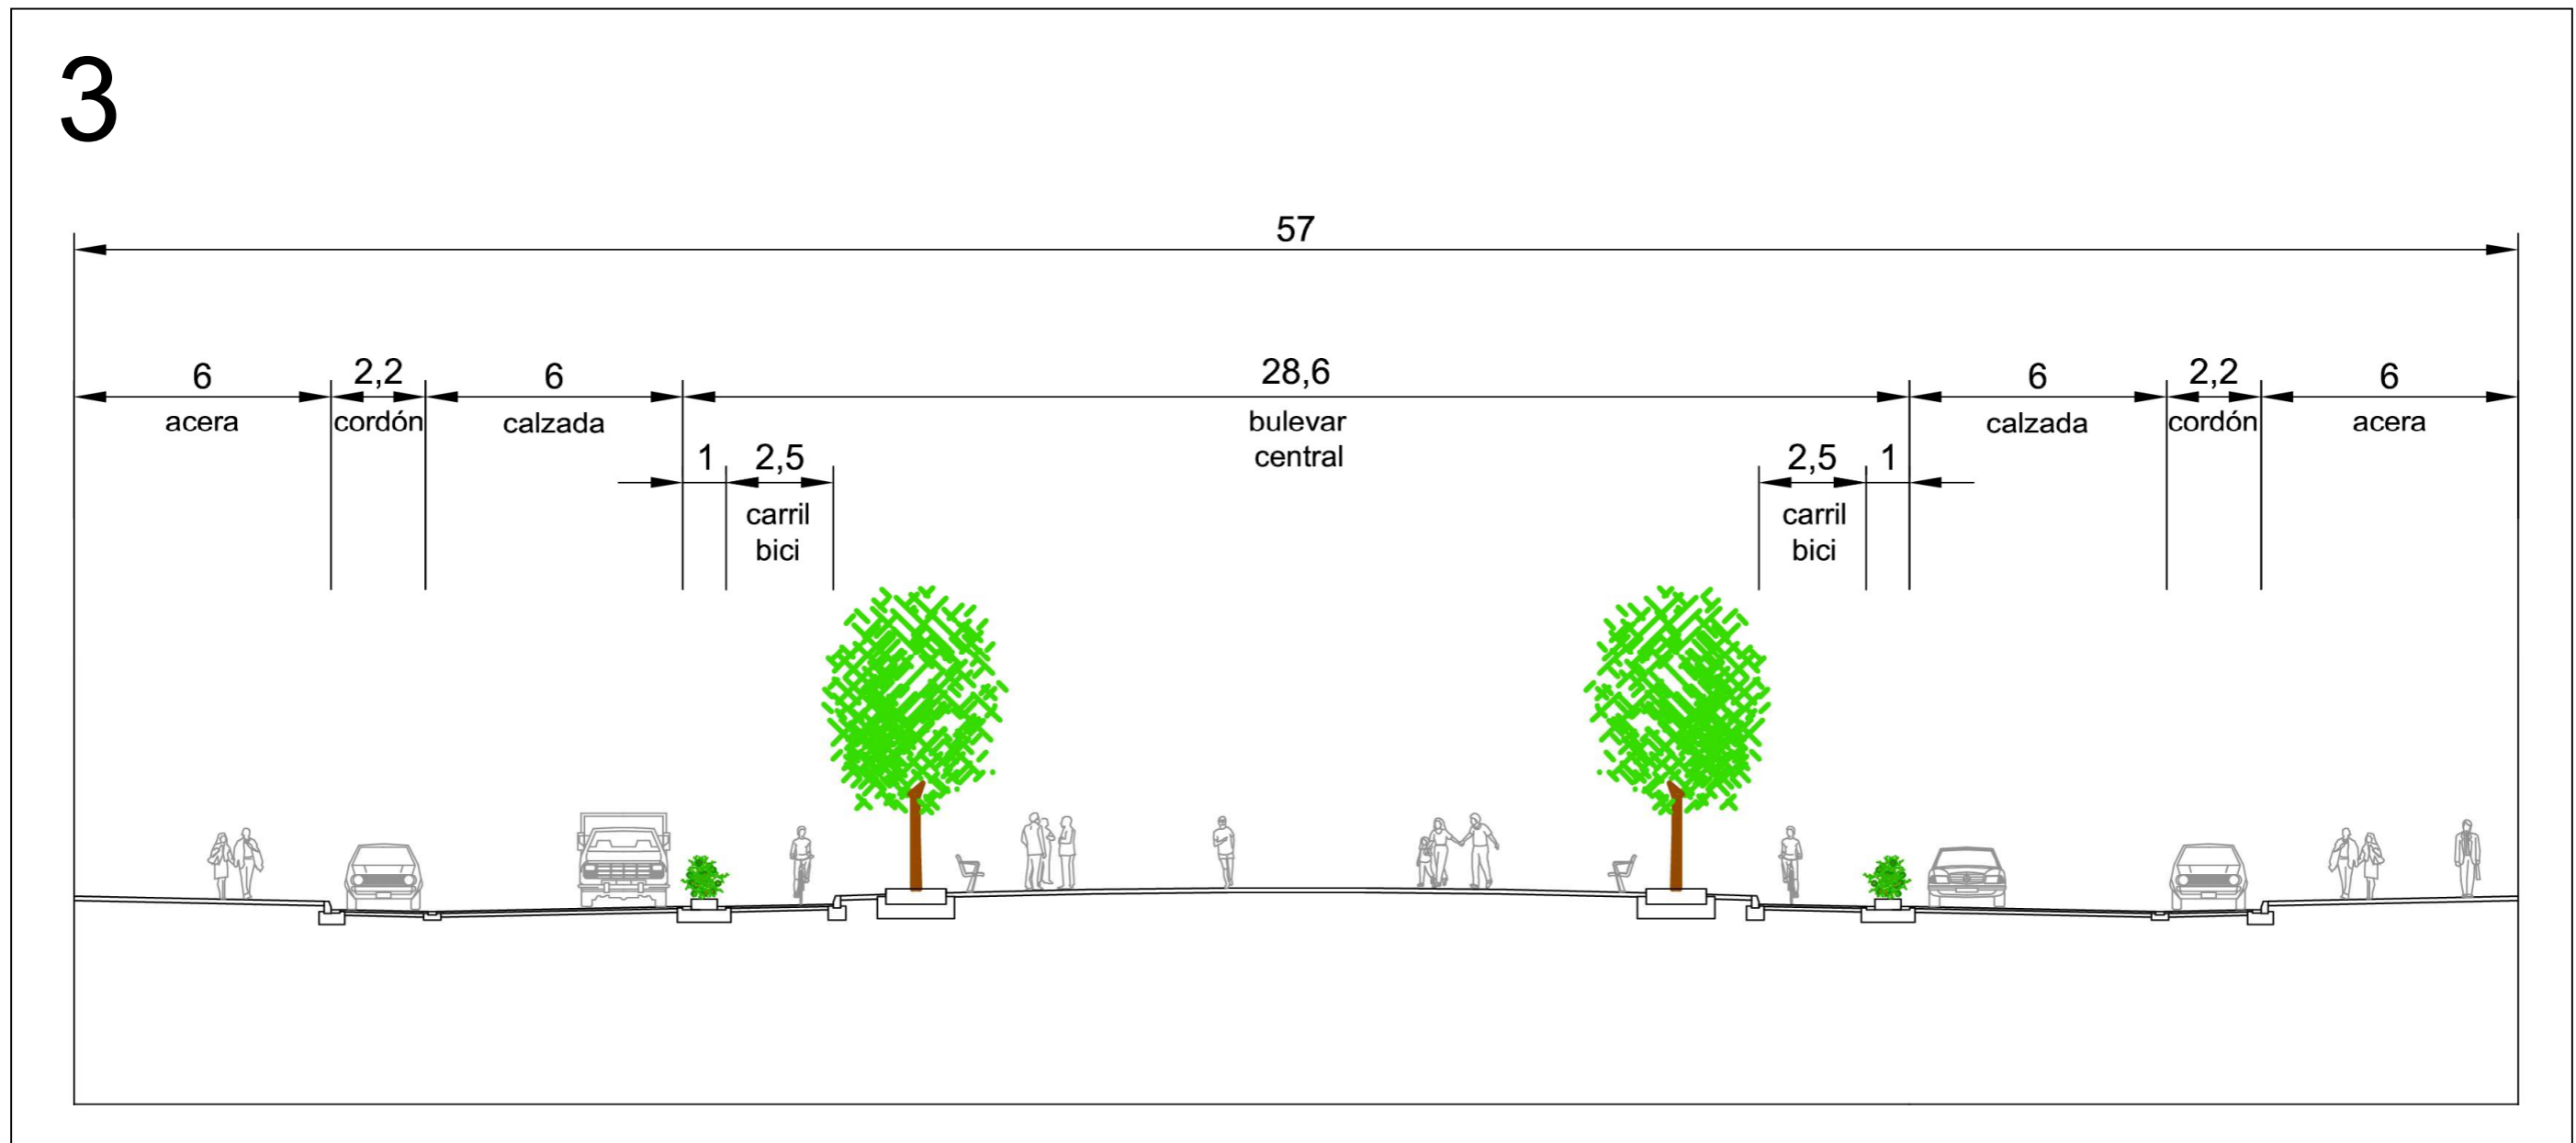 3
57
6 2,2 6 28,6 6 2,2 6
acera cordón calzada bulevar calzada cordón acera
central
1 2,5 2,5 1
carril carril
bici bici